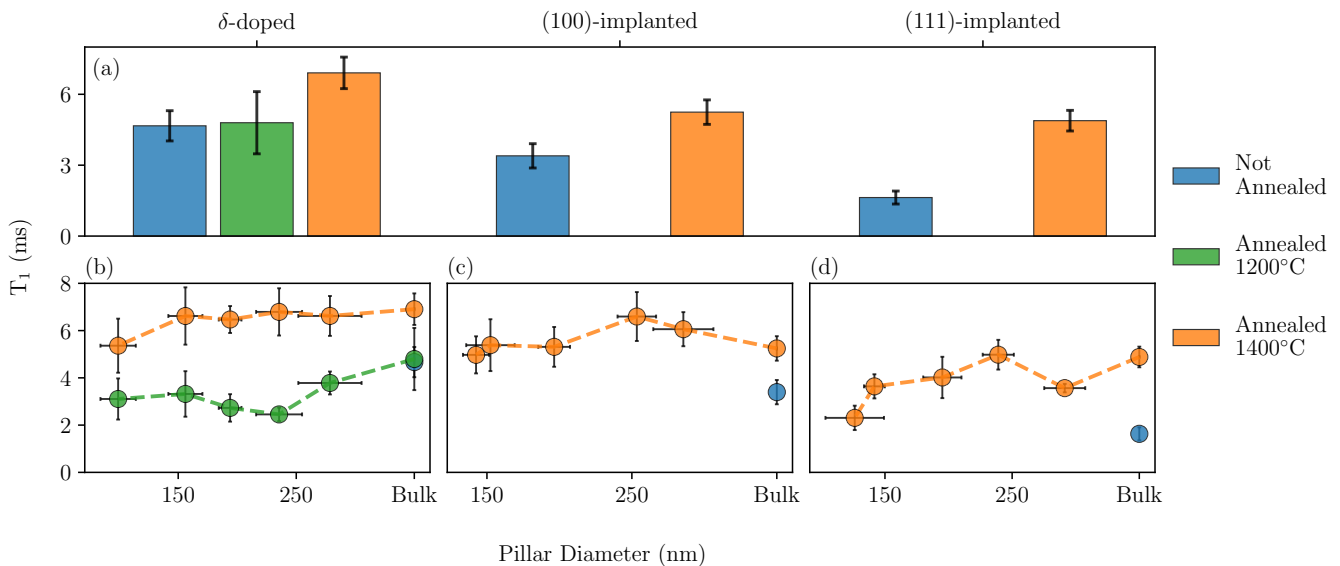 δ-doped
(100)-implanted
(111)-implanted
(a)
6
3
0
T1 (ms)
Not
Annealed
Annealed
1200°C
Annealed
1400°C
(b)
(c)
(d)
8
6
4
2
0
150
250
Bulk
150
250
Bulk
150
250
Bulk
Pillar Diameter (nm)